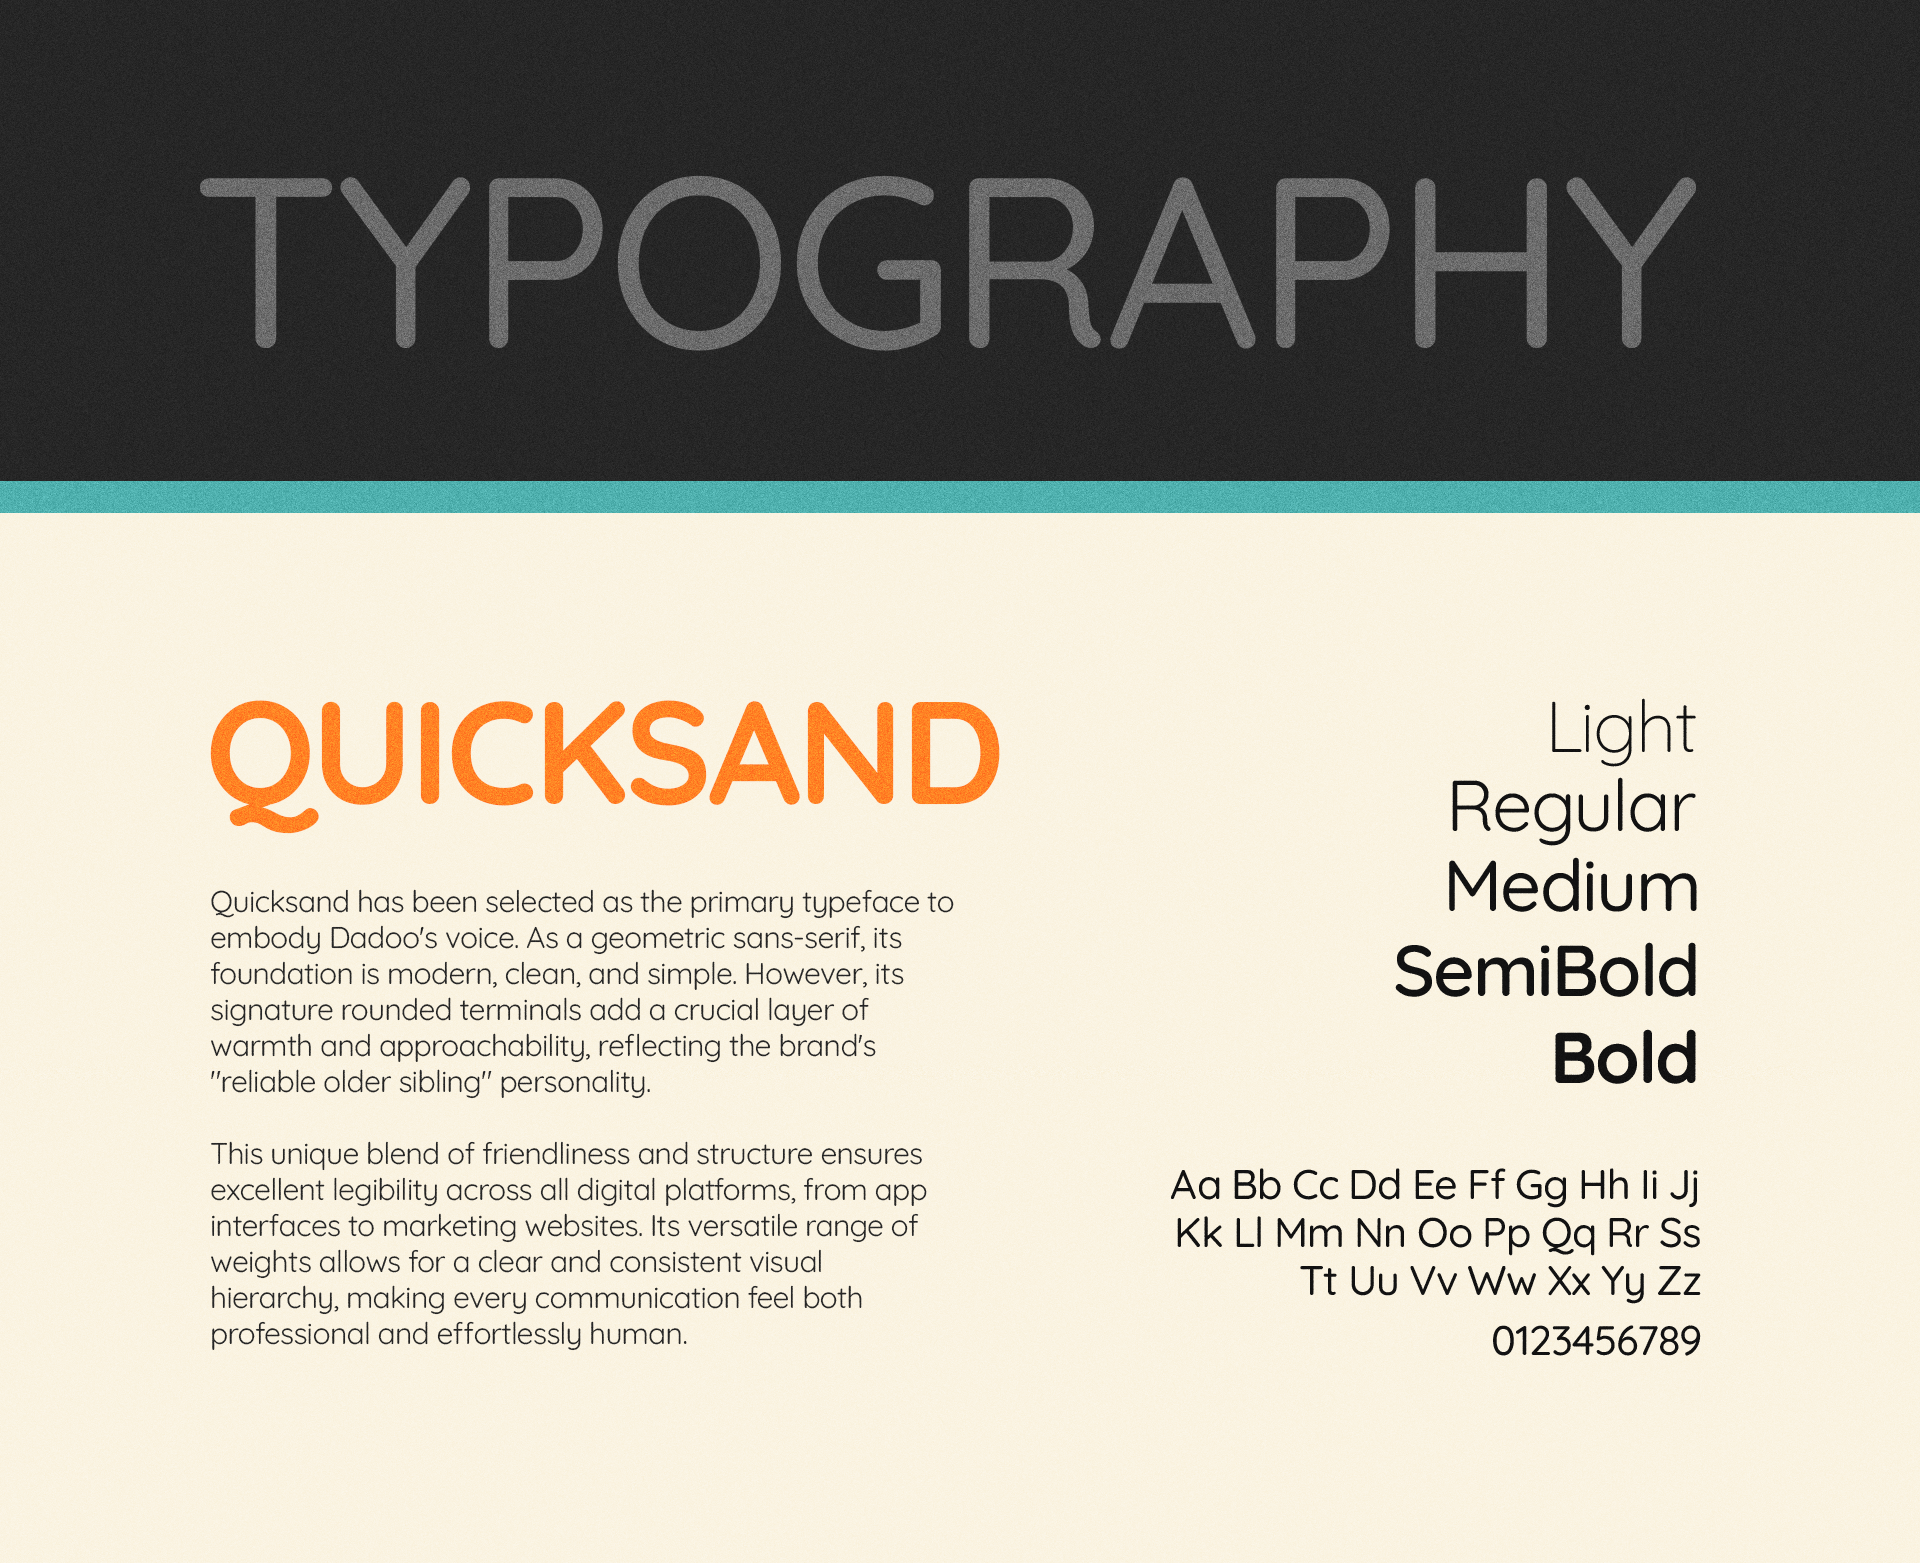 TYPOGRAPHY
QUICKSAND
Quicksand has been selected as the primary typeface to
embody Dadoo's voice. As a geometric sans-serif, its
foundation is modern, clean, and simple. However, its
signature rounded terminals add a crucial layer of
warmth and approachability, reflecting the brand's
"reliable older sibling" personality.
This unique blend of friendliness and structure ensures
excellent legibility across all digital platforms, from app
interfaces to marketing websites. Its versatile range of
weights allows for a clear and consistent visual
hierarchy, making every communication feel both
professional and effortlessly human.
Light
Regular
Medium
SemiBold
Bold
Aa Bb Cc Dd Ee Ff Gg Hh Ii Jj
Kk Ll Mm Nn Oo Pp Qq Rr Ss
Tt Uu Vv Ww Xx Yy Zz
0123456789